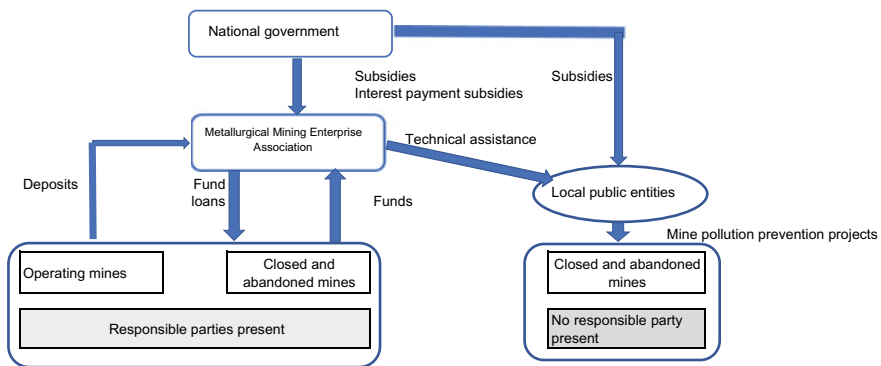 National government
Subsidies
Interest payment subsidies
Subsidies
Metallurgical Mining Enterprise
Association
Technical assistance
Deposits
Fund
loans
Funds
Local public entities
Mine pollution prevention projects
Operating mines
Closed and
abandoned mines
Responsible parties present
Closed and abandoned
mines
No responsible party
present